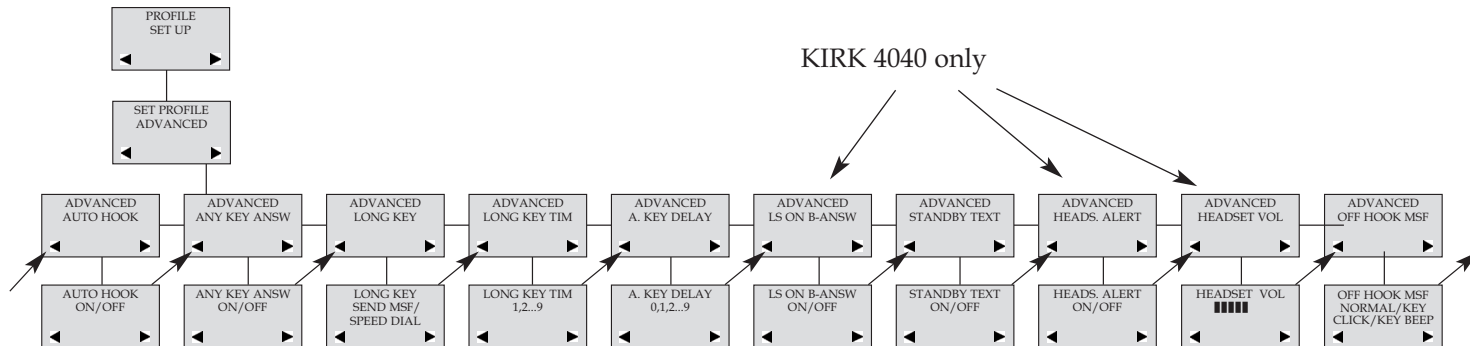 PROFILE
SET UP
KIRK 4040 only
SET PROFILE
ADVANCED
ADVANCED
AUTO HOOK
ADVANCED
ANY KEY ANSW
ADVANCED
LONG KEY
ADVANCED
LONG KEY TIM
ADVANCED
A. KEY DELAY
ADVANCED
LS ON B-ANSW
ADVANCED
STANDBY TEXT
ADVANCED
HEADS. ALERT
ADVANCED
HEADSET VOL
ADVANCED
OFF HOOK MSF
AUTO HOOK
ON/OFF
ANY KEY ANSW
ON/OFF
LONG KEY
SEND MSF/
SPEED DIAL
LONG KEY TIM
1,2...9
A. KEY DELAY
0,1,2...9
LS ON B-ANSW
ON/OFF
STANDBY TEXT
ON/OFF
HEADS. ALERT
ON/OFF
HEADSET VOL
OFF HOOK MSF
NORMAL/KEY
CLICK/KEY BEEP